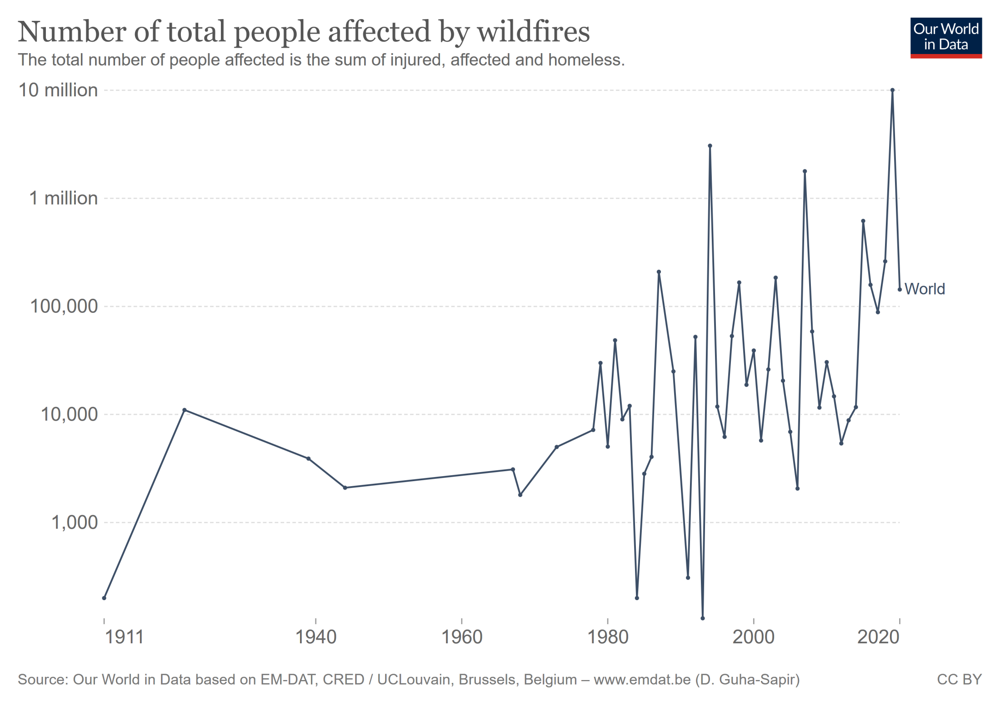 Number of total people affected by wildfires
The total number of people affected is the sum of injured, affected and homeless.
Our World
in Data
10 million
1 million
100,000
10,000
1,000
World
1911 1940 1960 1980 2000 2020
Source: Our World in Data based on EM-DAT, CRED / UCLouvain, Brussels, Belgium – www.emdat.be (D. Guha-Sapir) CC BY